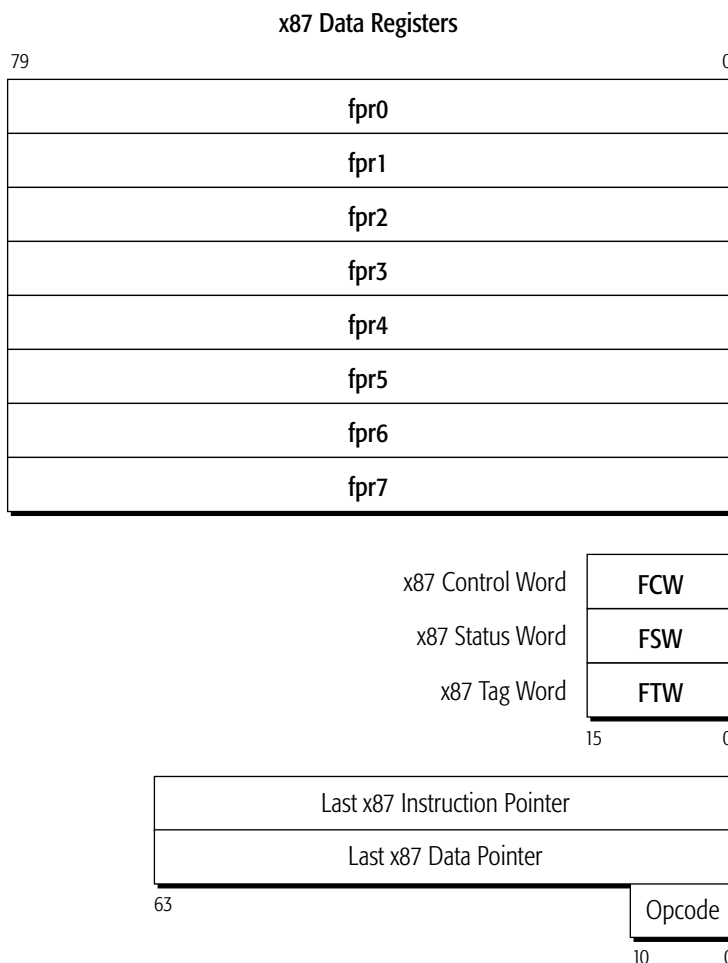 x87 Data Registers
79 0
fpr0
fpr1
fpr2
fpr3
fpr4
fpr5
fpr6
fpr7
x87 Control Word FCW
x87 Status Word FSW
x87 Tag Word FTW
15 0
Last x87 Instruction Pointer
Last x87 Data Pointer
63 Opcode
10 0